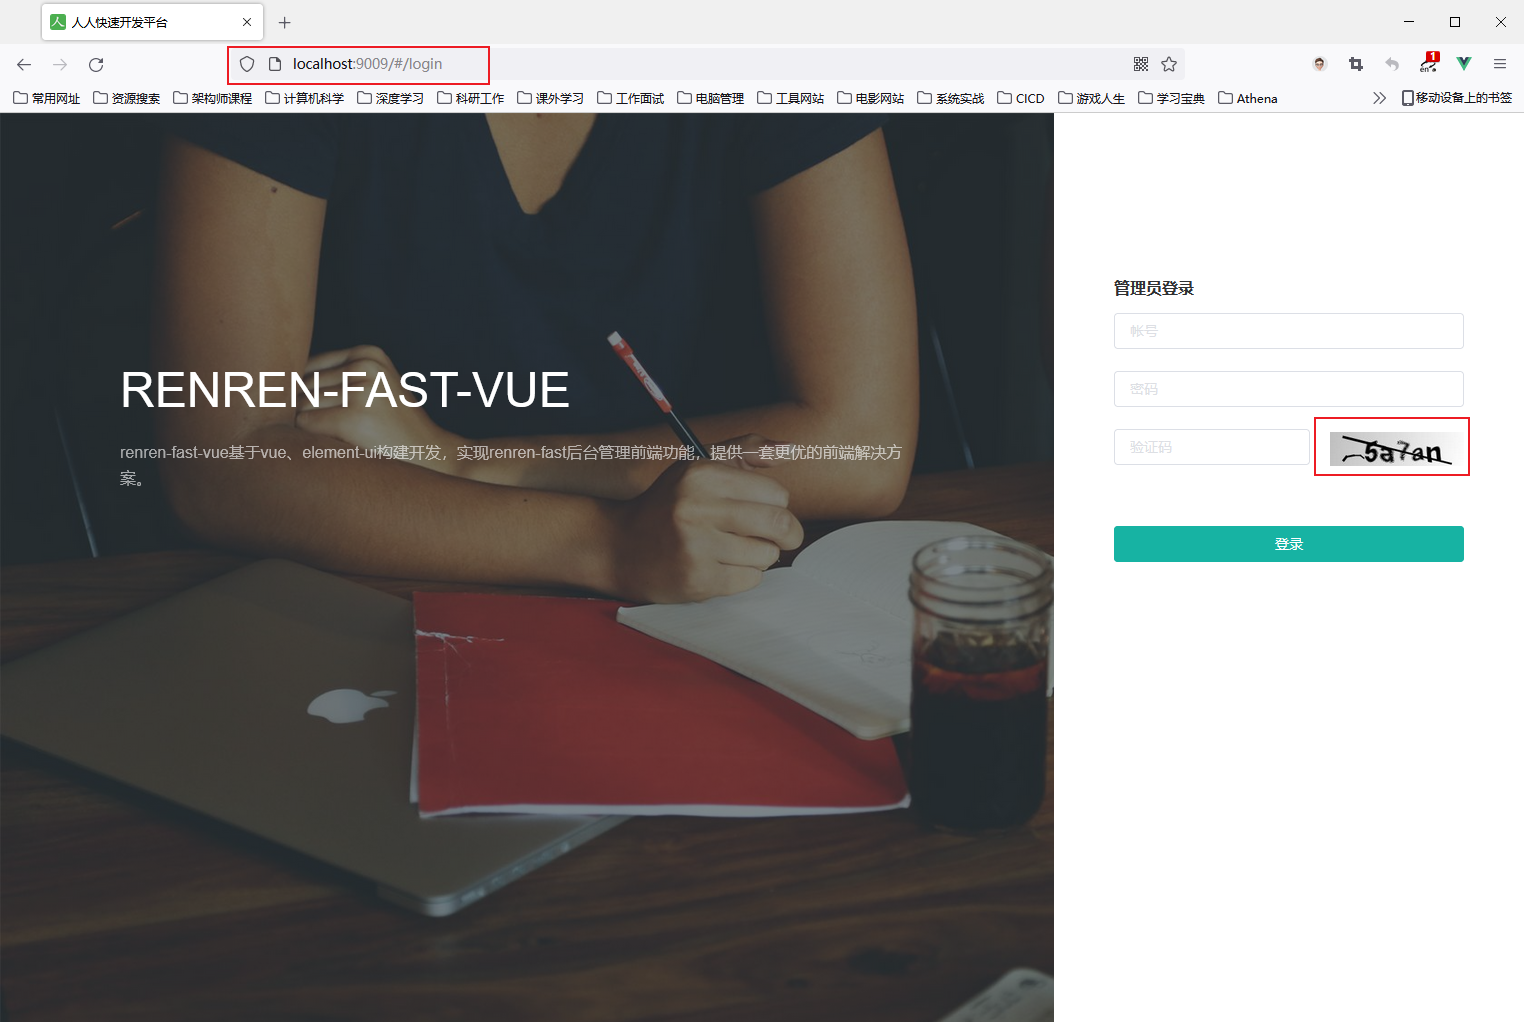 人 人人快速开发平台
localhost:9009/#/login
1
en
常用网址 资源搜索 架构师课程 计算机科学 深度学习 科研工作 课外学习 工作面试 电脑管理 工具网站 电影网站 系统实战 CICD 游戏人生 学习宝典 Athena 移动设备上的书签
RENREN-FAST-VUE
renren-fast-vue基于vue、element-ui构建开发，实现renren-fast后台管理前端功能，提供一套更优的前端解决方
案。
管理员登录
帐号
密码
验证码 5a7an
登录